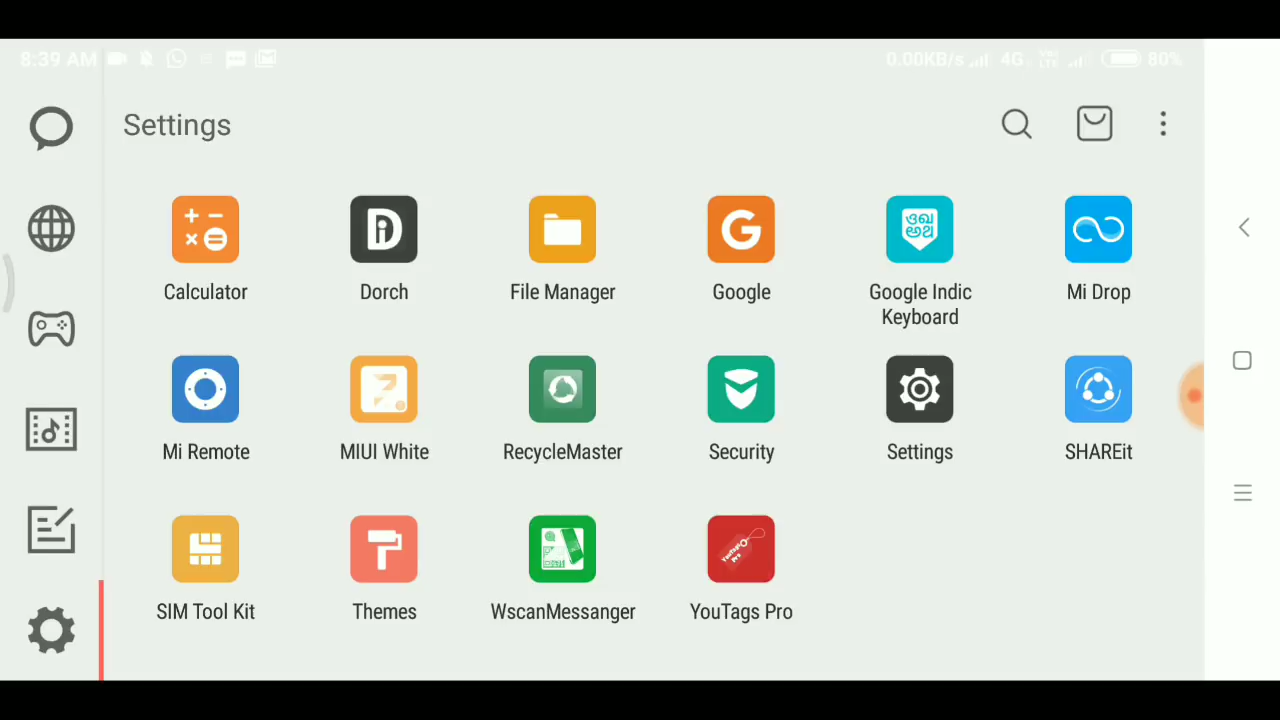 8:39 AM
0.00KB/s 4G VoLTE 80%
Settings
Calculator
Dorch
File Manager
Google
Google Indic
Keyboard
Mi Drop
Mi Remote
MIUI White
RecycleMaster
Security
Settings
SHAREit
SIM Tool Kit
Themes
WscanMessanger
YouTags Pro